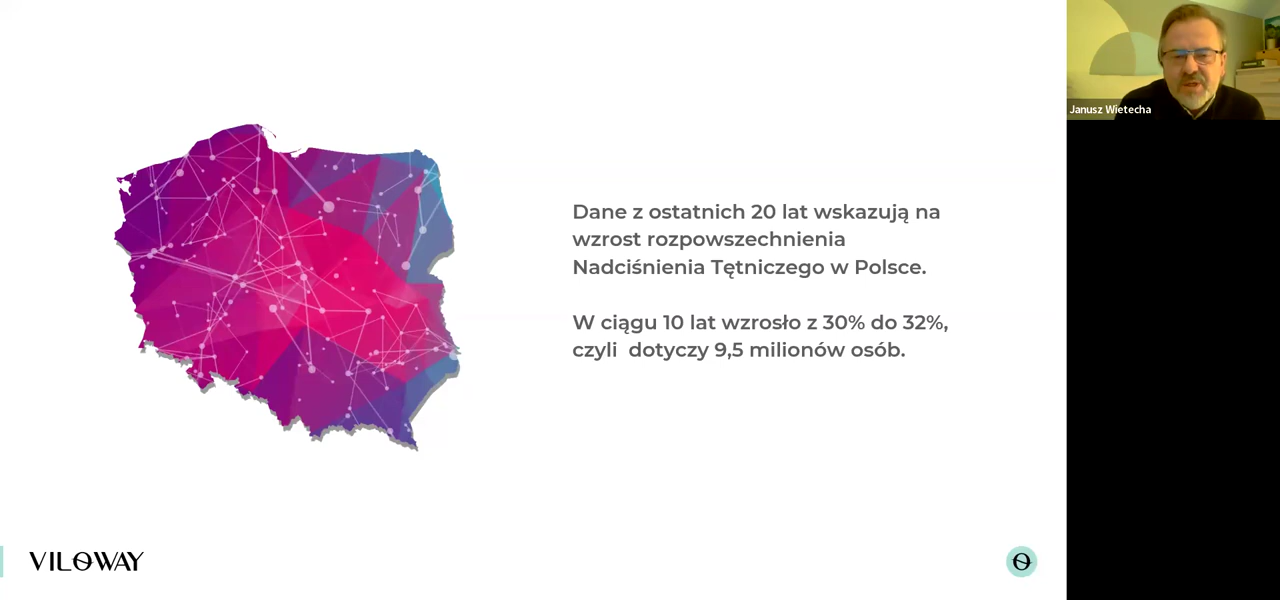 Janusz Wietecha
Dane z ostatnich 20 lat wskazują na
wzrost rozpowszechnienia
Nadciśnienia Tętniczego w Polsce.
W ciągu 10 lat wzrosło z 30% do 32%,
czyli  dotyczy 9,5 milionów osób.
VILOWAY